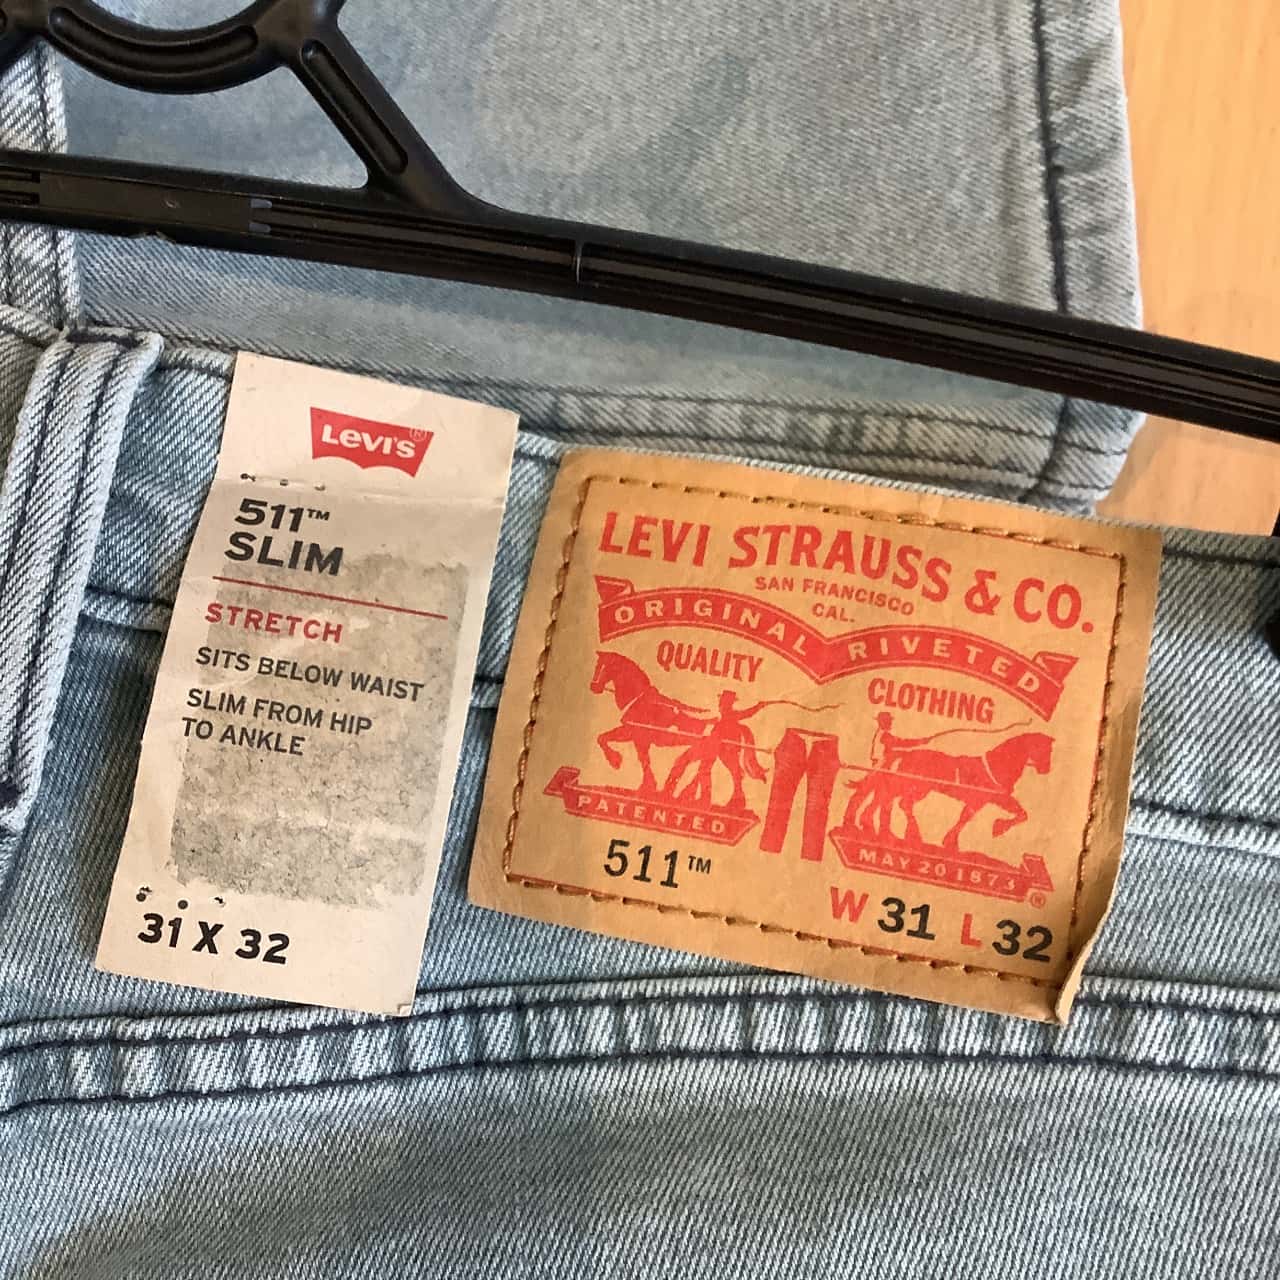 LEVI'S®
511™
SLIM
STRETCH
SITS BELOW WAIST
SLIM FROM HIP
TO ANKLE
31 X 32
LEVI STRAUSS & CO.
SAN FRANCISCO
CAL.
ORIGINAL RIVETED
QUALITY
CLOTHING
PATENTED
MAY 20 1873
®
511™
W 31 L 32